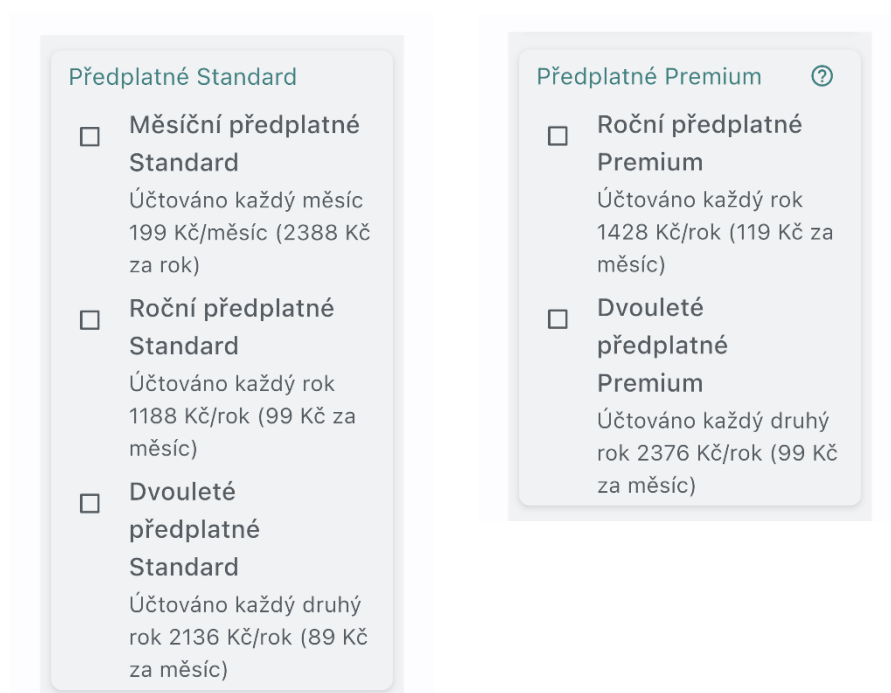 Předplatné Standard
Měsíční předplatné
Standard
Účtováno každý měsíc
199 Kč/měsíc (2388 Kč
za rok)
Roční předplatné
Standard
Účtováno každý rok
1188 Kč/rok (99 Kč za
měsíc)
Dvouleté
předplatné
Standard
Účtováno každý druhý
rok 2136 Kč/rok (89 Kč
za měsíc)
Předplatné Premium
Roční předplatné
Premium
Účtováno každý rok
1428 Kč/rok (119 Kč za
měsíc)
Dvouleté
předplatné
Premium
Účtováno každý druhý
rok 2376 Kč/rok (99 Kč
za měsíc)